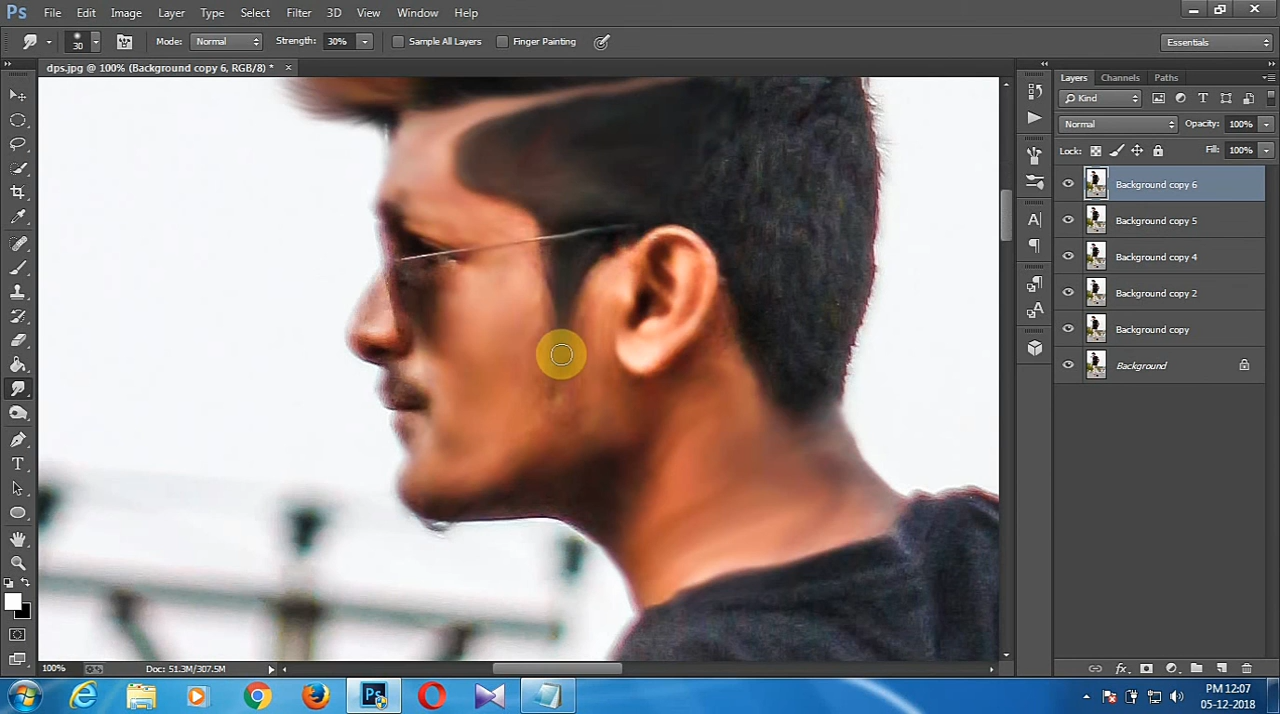 Ps File Edit Image Layer Type Select Filter 3D View Window Help
30 Mode: Normal Strength: 30% Sample All Layers Finger Painting Essentials
dps.jpg @ 100% (Background copy 6, RGB/8) * ×
Layers Channels Paths
Kind
Normal Opacity: 100%
Lock: Fill: 100%
Background copy 6
Background copy 5
Background copy 4
Background copy 2
Background copy
Background
100% Doc: 51.3M/307.5M
PM 12:07
05-12-2018